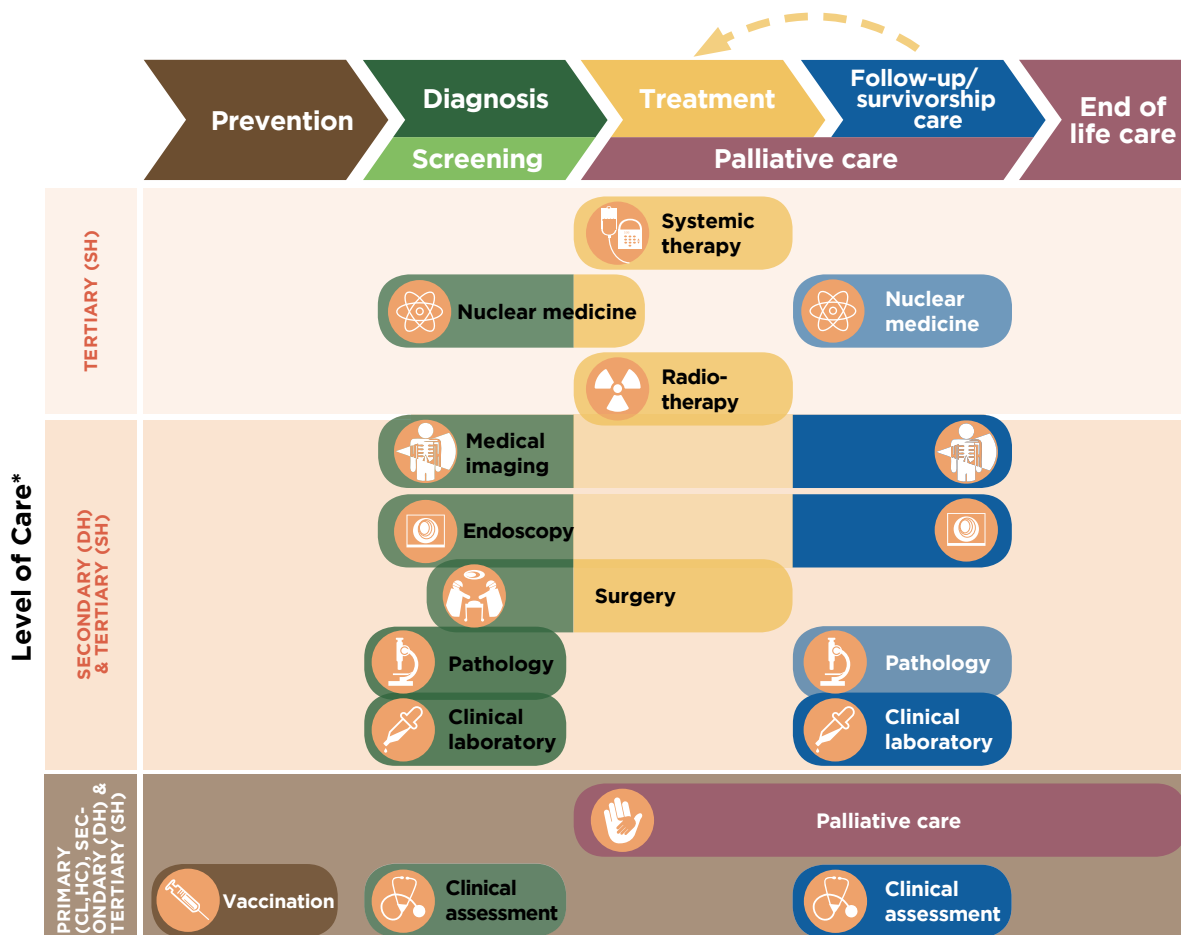 Prevention
Diagnosis
Screening
Treatment
Follow-up/
survivorship
care
Palliative care
End of
life care
Level of Care*
TERTIARY (SH)
Systemic
therapy
Nuclear medicine
Nuclear
medicine
Radio-
therapy
SECONDARY (DH)
& TERTIARY (SH)
Medical
imaging
Endoscopy
Surgery
Pathology
Pathology
Clinical
laboratory
Clinical
laboratory
PRIMARY
(CL,HC), SEC-
ONDARY (DH) &
TERTIARY (SH)
Palliative care
Vaccination
Clinical
assessment
Clinical
assessment